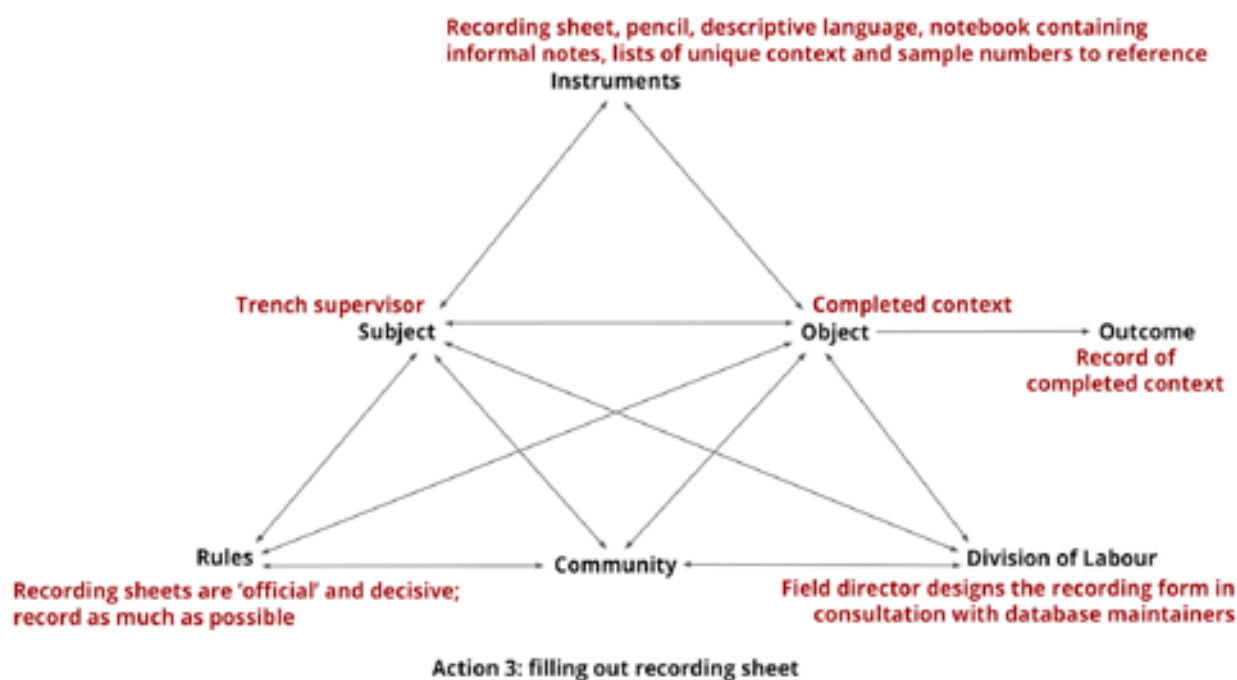 Recording sheet, pencil, descriptive language, notebook containing
informal notes, lists of unique context and sample numbers to reference
Instruments
Trench supervisor
Subject
Completed context
Object
Outcome
Record of
completed context
Rules
Recording sheets are ‘official’ and decisive;
record as much as possible
Community
Division of Labour
Field director designs the recording form in
consultation with database maintainers
Action 3: filling out recording sheet